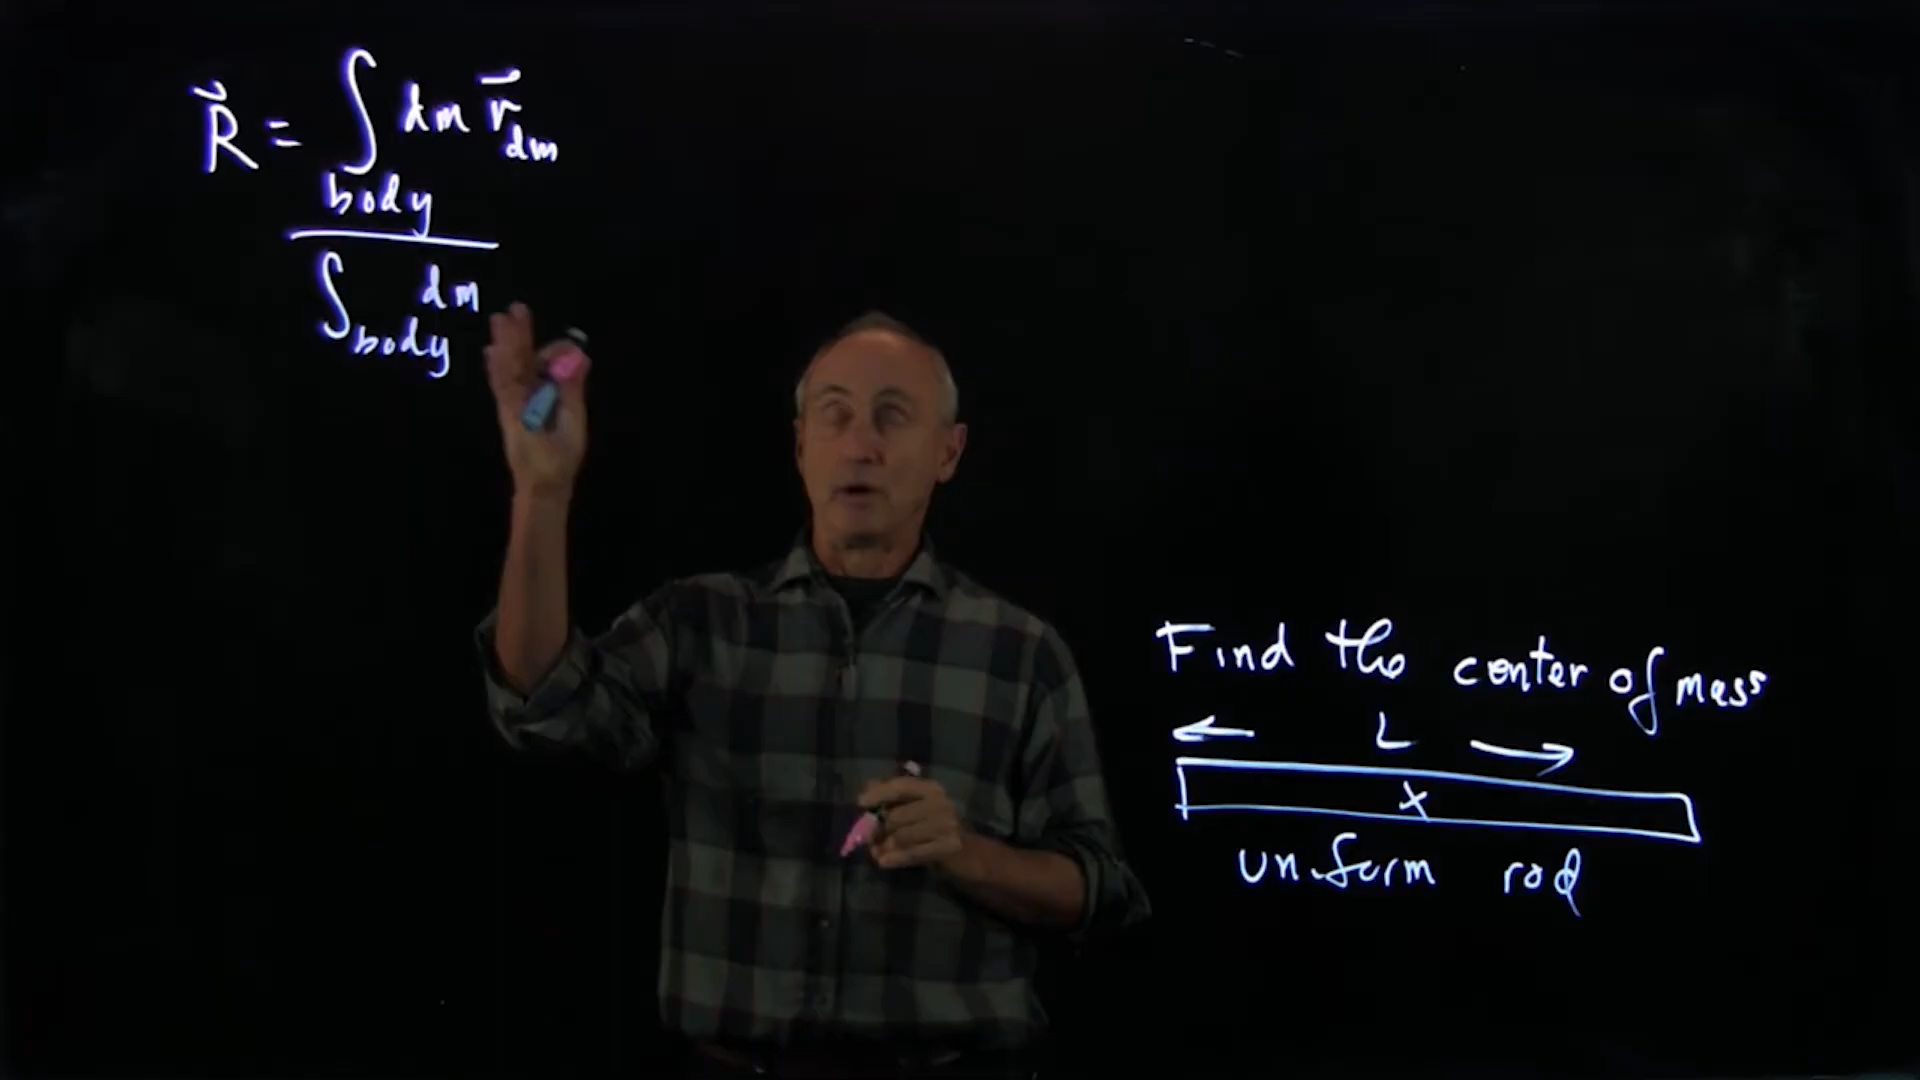 R⃗ = ∫ dm r⃗dm
body
∫body dm
Find the center of mass
← L →
x
uniform rod